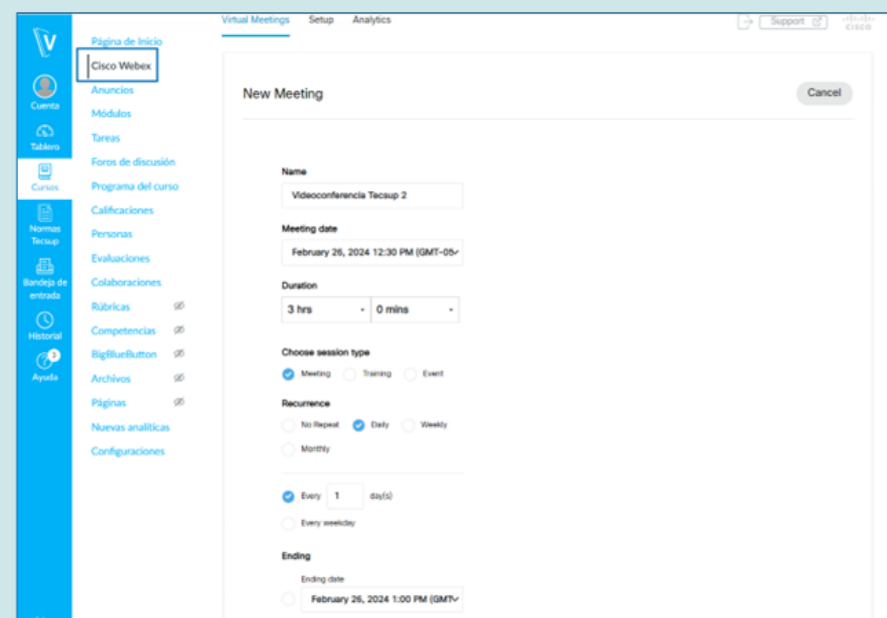 Virtual Meetings Setup Analytics
Support
CISCO
Cuenta
Tablero
Cursos
Normas
Tecsup
Bandeja de
entrada
Historial
3
Ayuda
Página de Inicio
Cisco Webex
Anuncios
Módulos
Tareas
Foros de discusión
Programa del curso
Calificaciones
Personas
Evaluaciones
Colaboraciones
Rúbricas
Competencias
BigBlueButton
Archivos
Páginas
Nuevas analíticas
Configuraciones
New Meeting
Cancel
Name
Videoconferencia Tecsup 2
Meeting date
February 26, 2024 12:30 PM (GMT-05
Duration
3 hrs 0 mins
Choose session type
Meeting Training Event
Recurrence
No Repeat Daily Weekly
Monthly
Every 1 day(s)
Every weekday
Ending
Ending date
February 26, 2024 1:00 PM (GMT